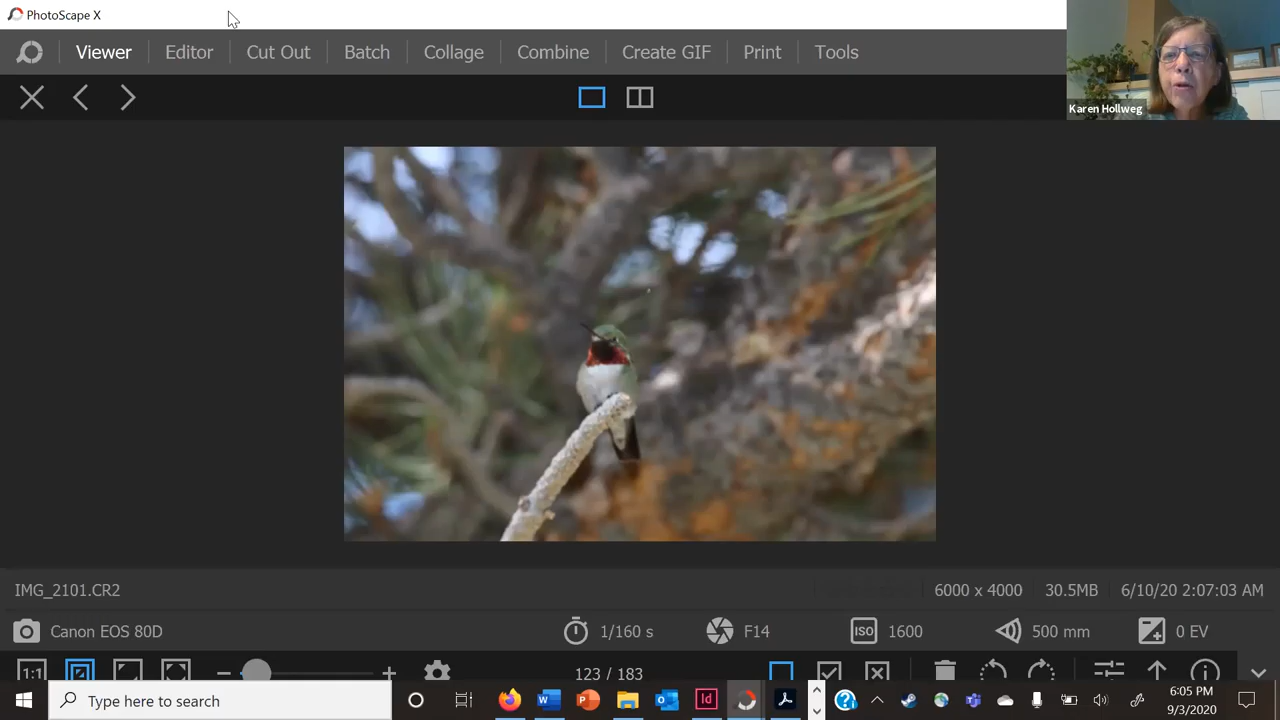 PhotoScape X
Viewer Editor Cut Out Batch Collage Combine Create GIF Print Tools
Karen Hollweg
IMG_2101.CR2 6000 x 4000 30.5MB 6/10/20 2:07:03 AM
Canon EOS 80D 1/160 s F14 ISO 1600 500 mm 0 EV
1:1 123 / 183
Type here to search
6:05 PM
9/3/2020